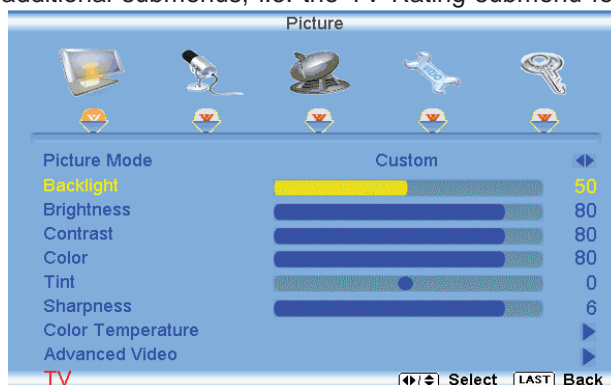 additional submenus, i.e. the TV Rating submenu is
Picture
Picture Mode Custom
Backlight 50
Brightness 80
Contrast 80
Color 80
Tint 0
Sharpness 6
Color Temperature
Advanced Video
TV Select LAST Back